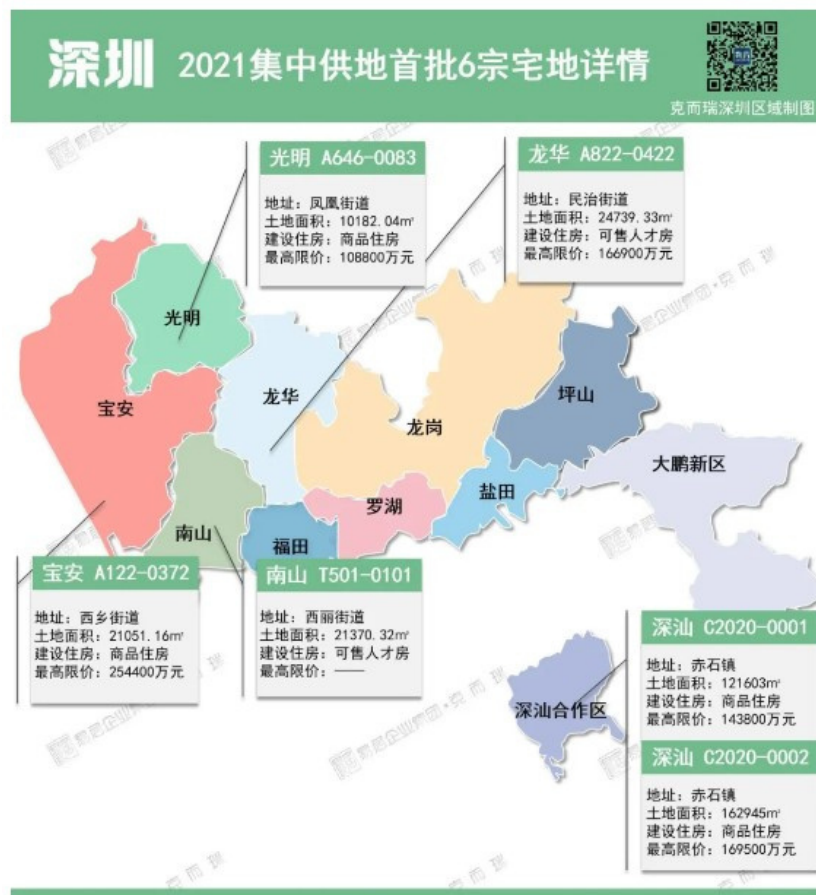 深圳 2021集中供地首批6宗宅地详情
克而瑞深圳区域制图
光明 A646-0083
地址：凤凰街道
土地面积：10182.04㎡
建设住房：商品住房
最高限价：108800万元
龙华 A822-0422
地址：民治街道
土地面积：24739.33㎡
建设住房：可售人才房
最高限价：166900万元
光明
宝安
龙华
龙岗
坪山
大鹏新区
南山
福田
罗湖
盐田
宝安 A122-0372
地址：西乡街道
土地面积：21051.16㎡
建设住房：商品住房
最高限价：254400万元
南山 T501-0101
地址：西丽街道
土地面积：21370.32㎡
建设住房：可售人才房
最高限价：——
深汕合作区
深汕 C2020-0001
地址：赤石镇
土地面积：121603㎡
建设住房：商品住房
最高限价：143800万元
深汕 C2020-0002
地址：赤石镇
土地面积：162945㎡
建设住房：商品住房
最高限价：169500万元